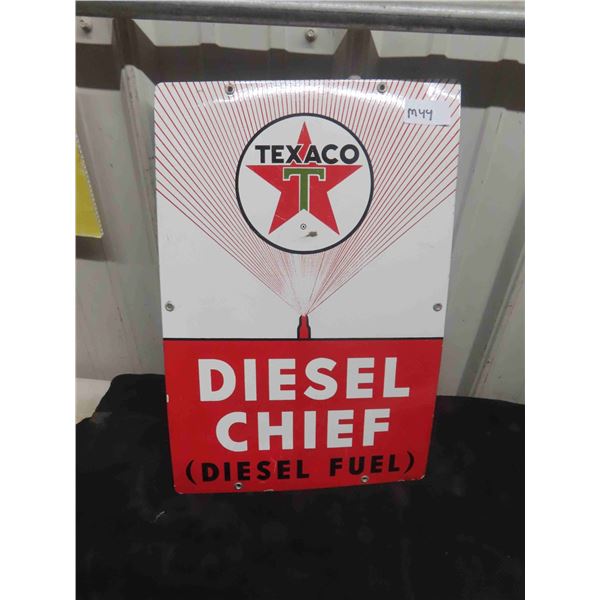 M44
TEXACO
T
DIESEL
CHIEF
(DIESEL FUEL)